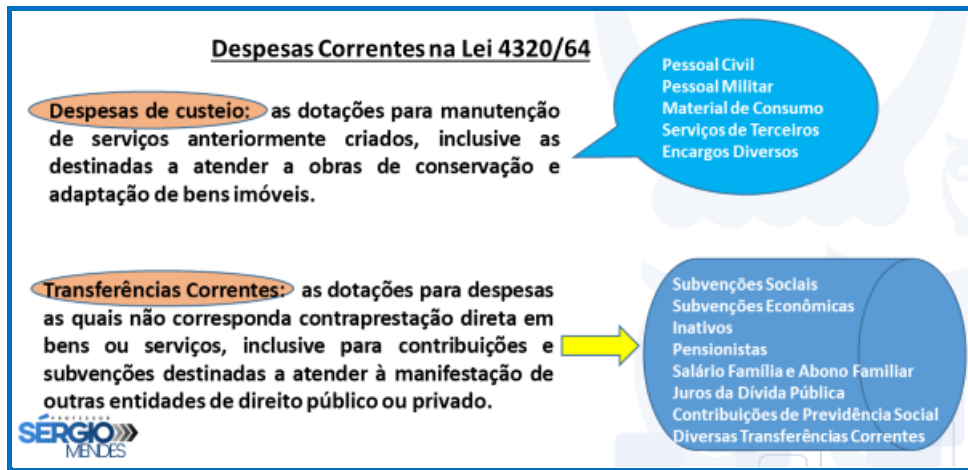 Despesas Correntes na Lei 4320/64
Despesas de custeio: as dotações para manutenção
de serviços anteriormente criados, inclusive as
destinadas a atender a obras de conservação e
adaptação de bens imóveis.
Pessoal Civil
Pessoal Militar
Material de Consumo
Serviços de Terceiros
Encargos Diversos
Transferências Correntes: as dotações para despesas
as quais não corresponda contraprestação direta em
bens ou serviços, inclusive para contribuições e
subvenções destinadas a atender à manifestação de
outras entidades de direito público ou privado.
Subvenções Sociais
Subvenções Econômicas
Inativos
Pensionistas
Salário Família e Abono Familiar
Juros da Dívida Pública
Contribuições de Previdência Social
Diversas Transferências Correntes
PROFESSOR
SÉRGIO
MENDES